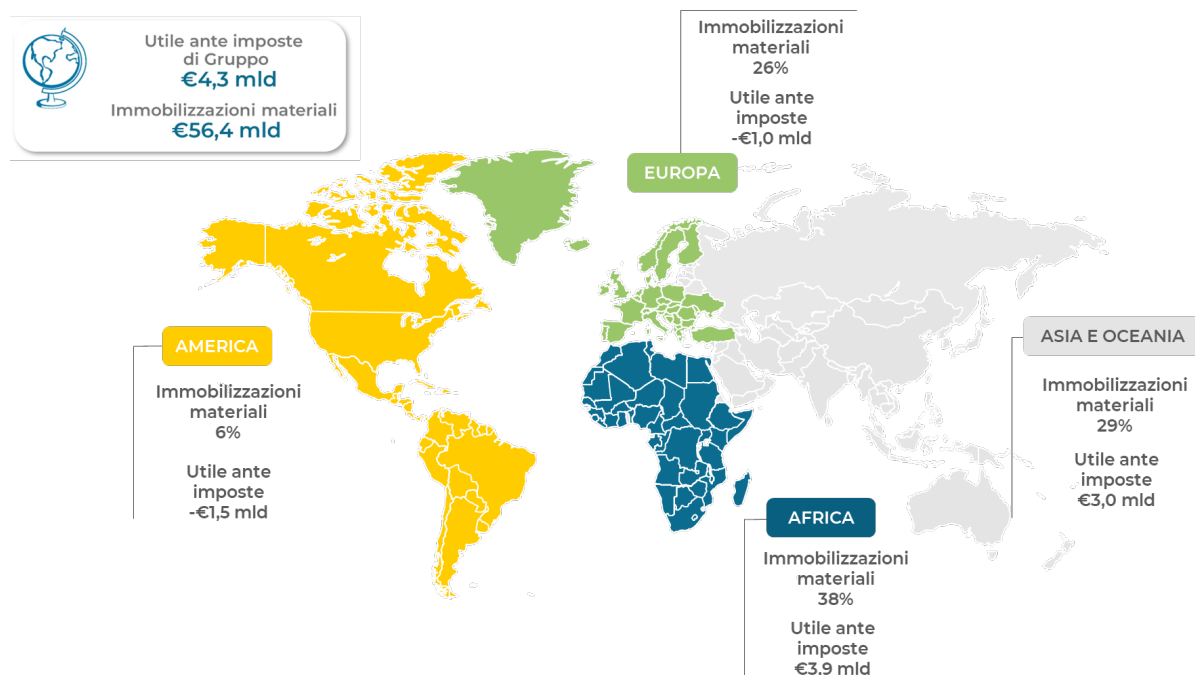 Utile ante imposte
di Gruppo
€4,3 mld
Immobilizzazioni materiali
€56,4 mld
Immobilizzazioni
materiali
26%
Utile ante
imposte
-€1,0 mld
EUROPA
AMERICA
Immobilizzazioni
materiali
6%
Utile ante
imposte
-€1,5 mld
ASIA E OCEANIA
Immobilizzazioni
materiali
29%
Utile ante
imposte
€3,0 mld
AFRICA
Immobilizzazioni
materiali
38%
Utile ante
imposte
€3.9 mld